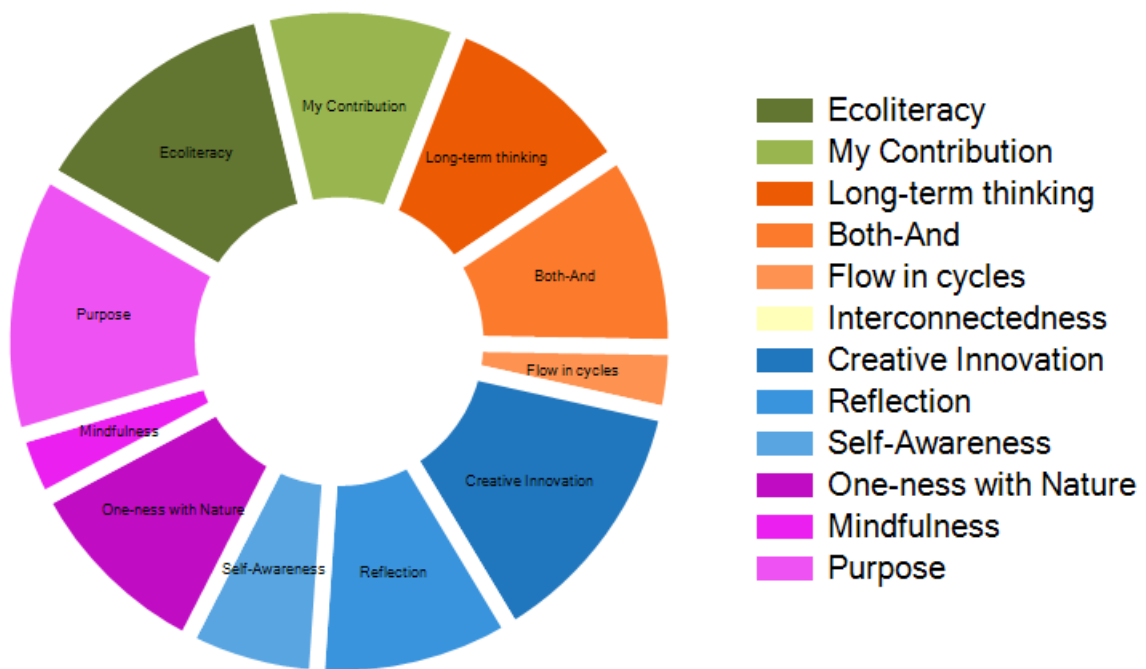 My Contribution
Ecoliteracy
Long-term thinking
Both-And
Purpose
Flow in cycles
Mindfulness
Creative Innovation
One-ness with Nature
Self-Awareness
Reflection
Ecoliteracy
My Contribution
Long-term thinking
Both-And
Flow in cycles
Interconnectedness
Creative Innovation
Reflection
Self-Awareness
One-ness with Nature
Mindfulness
Purpose